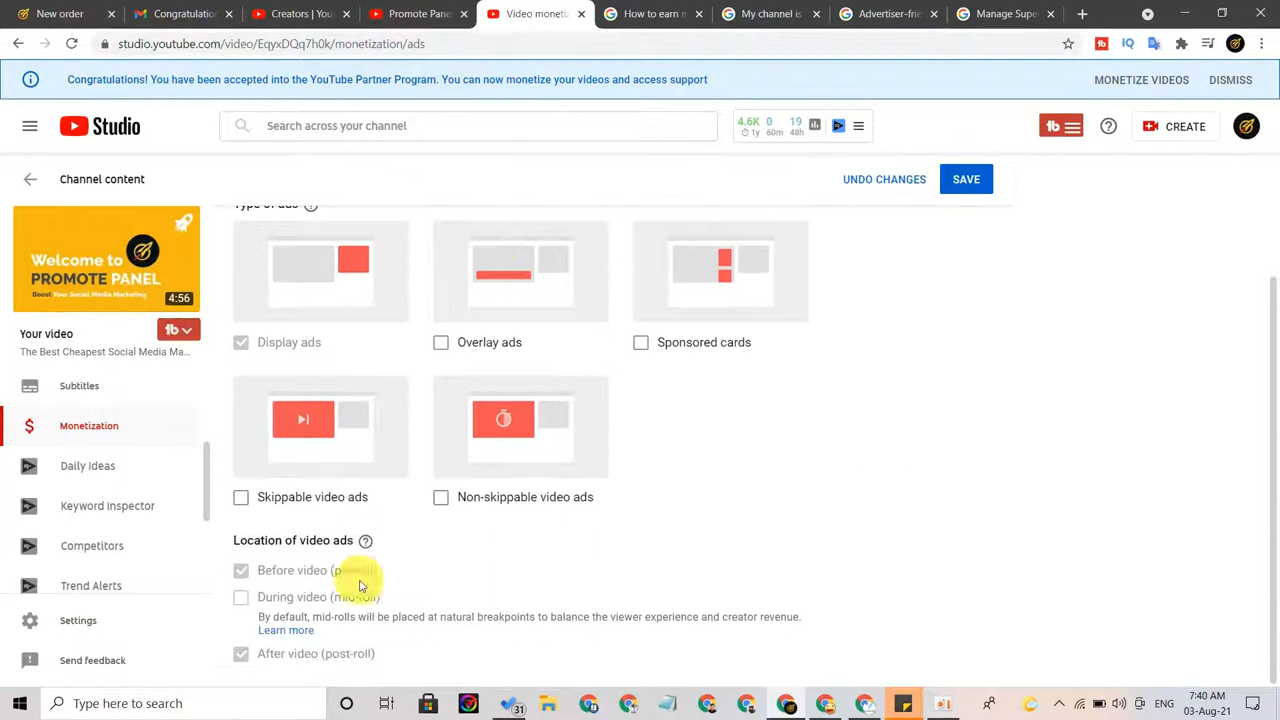 New order
Congratulati
Creators | You
Promote Pane
Video moneti
How to earn m
My channel is
Advertiser-frie
Manage Supe
studio.youtube.com/video/EqyxDQq7h0k/monetization/ads
Congratulations! You have been accepted into the YouTube Partner Program. You can now monetize your videos and access support
MONETIZE VIDEOS
DISMISS
Studio
Search across your channel
4.6K 0 19
1y 60m 48h
tb
CREATE
Channel content
UNDO CHANGES
SAVE
Type of ads
Welcome to
PROMOTE PANEL
Boost Your Social Media Marketing
4:56
Your video
tb
The Best Cheapest Social Media Ma...
Display ads
Overlay ads
Sponsored cards
Subtitles
Monetization
Daily Ideas
Keyword Inspector
Competitors
Trend Alerts
Settings
Send feedback
Skippable video ads
Non-skippable video ads
Location of video ads
Before video
During video (mid-roll)
By default, mid-rolls will be placed at natural breakpoints to balance the viewer experience and creator revenue.
Learn more
After video (post-roll)
Type here to search
31
ENG
7:40 AM
03-Aug-21